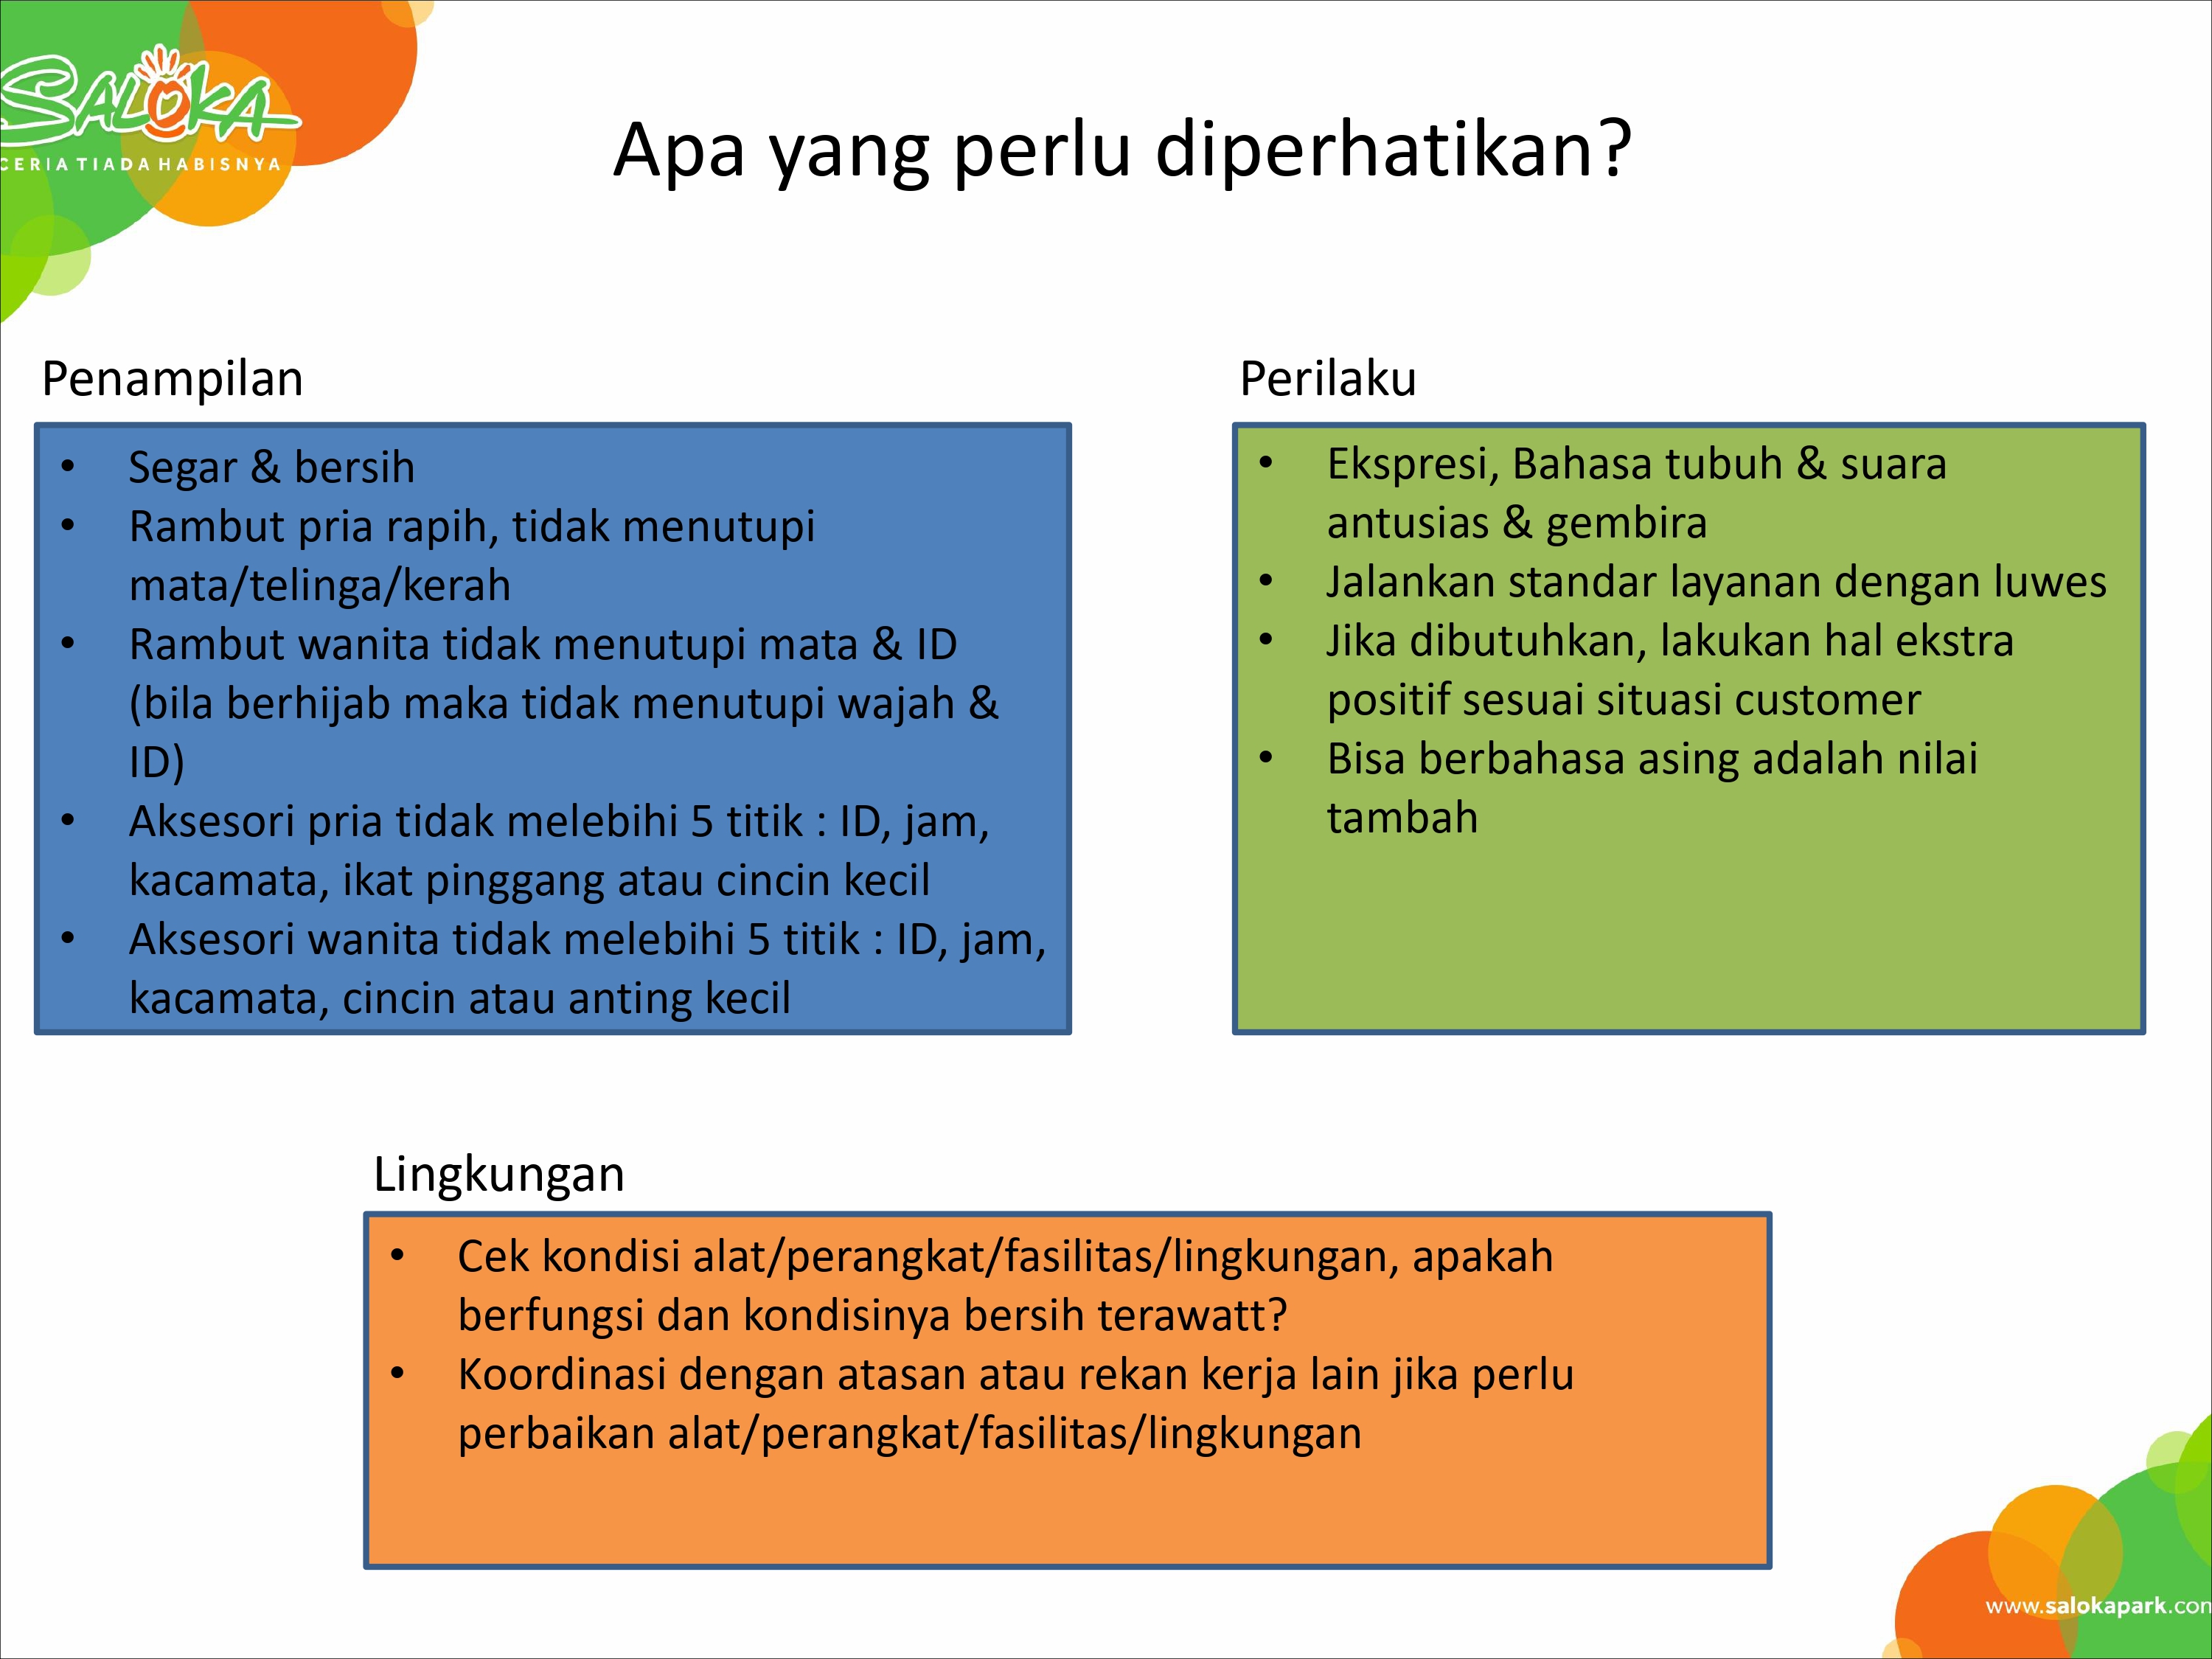 SALOKA
CERIA TIADA HABISNYA
Apa yang perlu diperhatikan?
Penampilan
• Segar & bersih
• Rambut pria rapih, tidak menutupi
mata/telinga/kerah
• Rambut wanita tidak menutupi mata & ID
(bila berhijab maka tidak menutupi wajah &
ID)
• Aksesori pria tidak melebihi 5 titik : ID, jam,
kacamata, ikat pinggang atau cincin kecil
• Aksesori wanita tidak melebihi 5 titik : ID, jam,
kacamata, cincin atau anting kecil
Perilaku
• Ekspresi, Bahasa tubuh & suara
antusias & gembira
• Jalankan standar layanan dengan luwes
• Jika dibutuhkan, lakukan hal ekstra
positif sesuai situasi customer
• Bisa berbahasa asing adalah nilai
tambah
Lingkungan
• Cek kondisi alat/perangkat/fasilitas/lingkungan, apakah
berfungsi dan kondisinya bersih terawatt?
• Koordinasi dengan atasan atau rekan kerja lain jika perlu
perbaikan alat/perangkat/fasilitas/lingkungan
www.salokapark.com